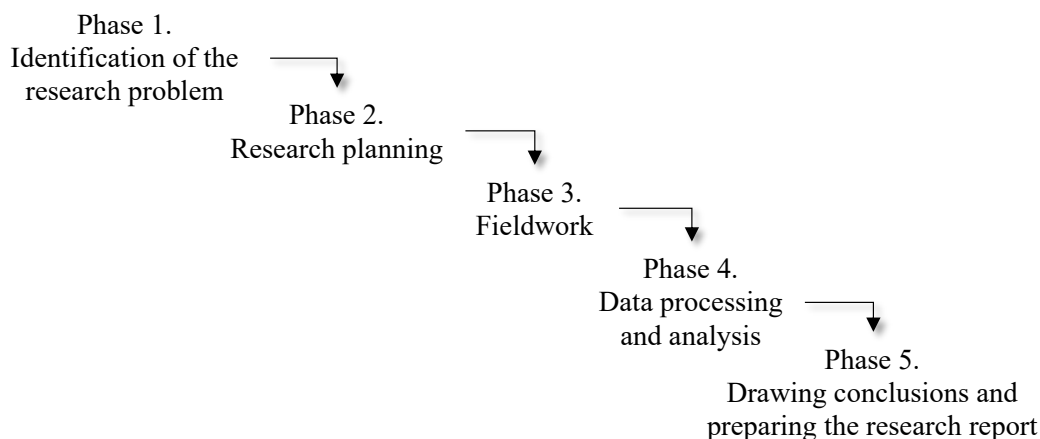 Phase 1.
Identification of the
research problem
Phase 2.
Research planning
Phase 3.
Fieldwork
Phase 4.
Data processing
and analysis
Phase 5.
Drawing conclusions and
preparing the research report